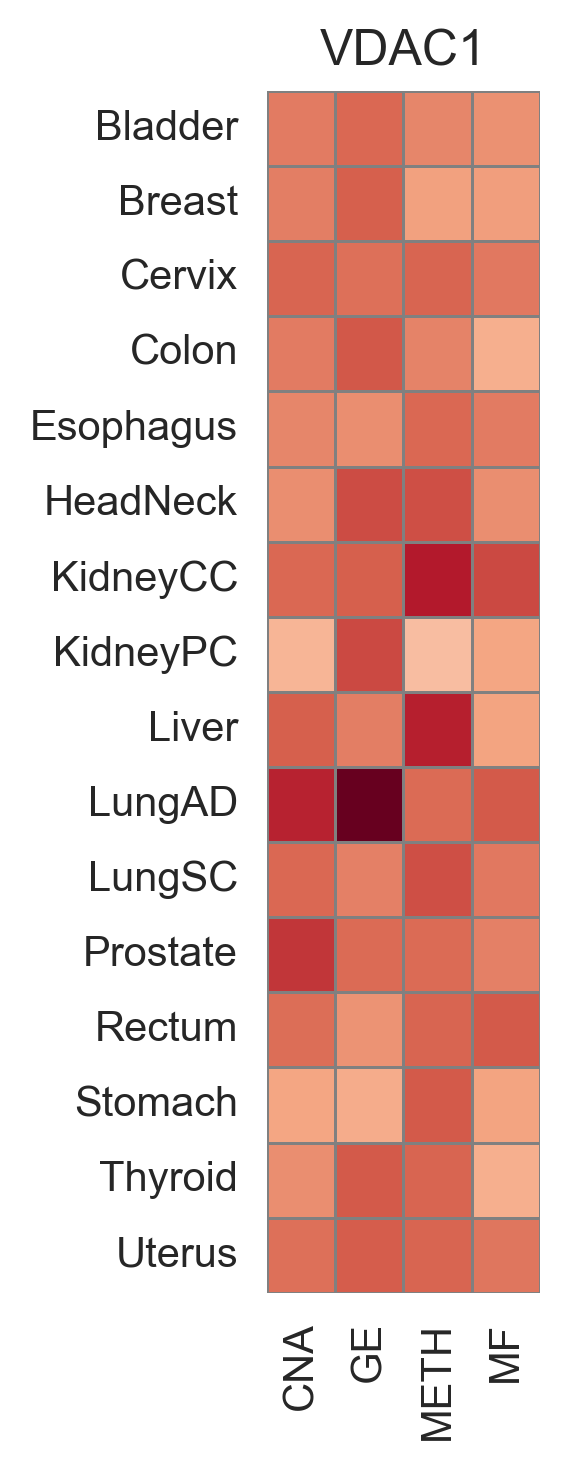 VDAC1
Bladder
Breast
Cervix
Colon
Esophagus
HeadNeck
KidneyCC
KidneyPC
Liver
LungAD
LungSC
Prostate
Rectum
Stomach
Thyroid
Uterus
CNA
GE
METH
MF